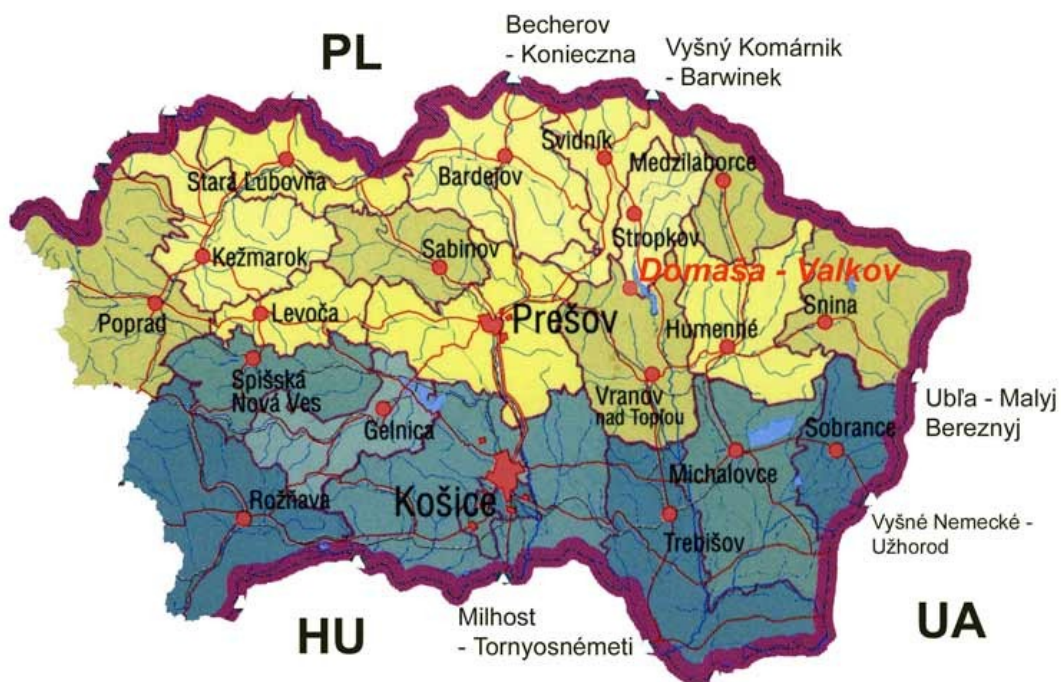 PL
Becherov
- Konieczna
Vyšný Komárnik
- Barwinek
Svidník
Medzilaborce
Bardejov
Stará Ľubovňa
Stropkov
Sabinov
Kežmarok
Domaša - Valkov
Snina
Levoča
Prešov
Poprad
Humenné
Spišská
Nová Ves
Vranov
nad Topľou
Ubľa - Malyj
Bereznyj
Gelnica
Sobrance
Michalovce
Rožňava
Košice
Vyšné Nemecké -
Užhorod
Trebišov
HU
Milhost
- Tornyosnémeti
UA